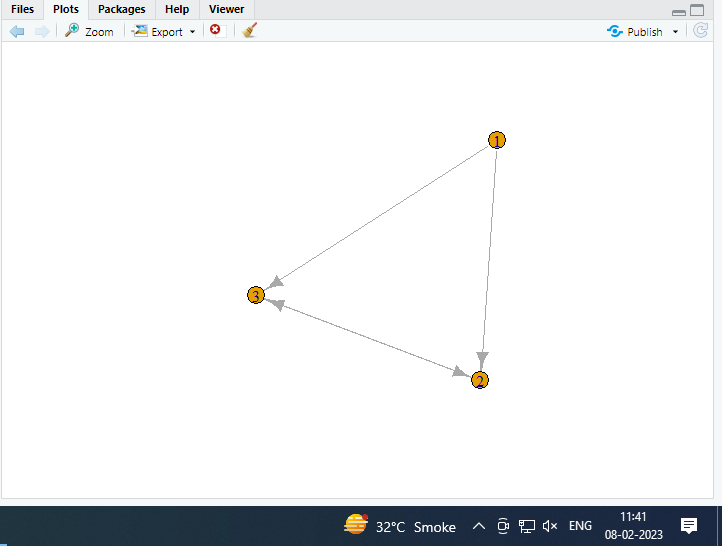 Files Plots Packages Help Viewer
Zoom Export Publish
1
3
2
32°C Smoke ENG 11:41
08-02-2023